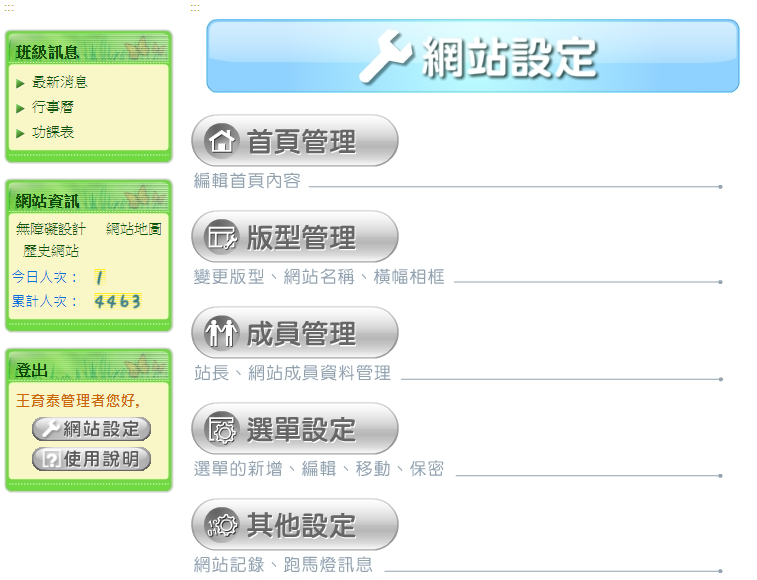 :::
班級訊息
最新消息
行事曆
功課表
網站資訊
無障礙設計 網站地圖
歷史網站
今日人次： 1
累計人次： 4463
登出
王育泰管理者您好,
網站設定
使用說明
:::
網站設定
首頁管理
編輯首頁內容
版型管理
變更版型、網站名稱、橫幅相框
成員管理
站長、網站成員資料管理
選單設定
選單的新增、編輯、移動、保密
其他設定
網站記錄、跑馬燈訊息